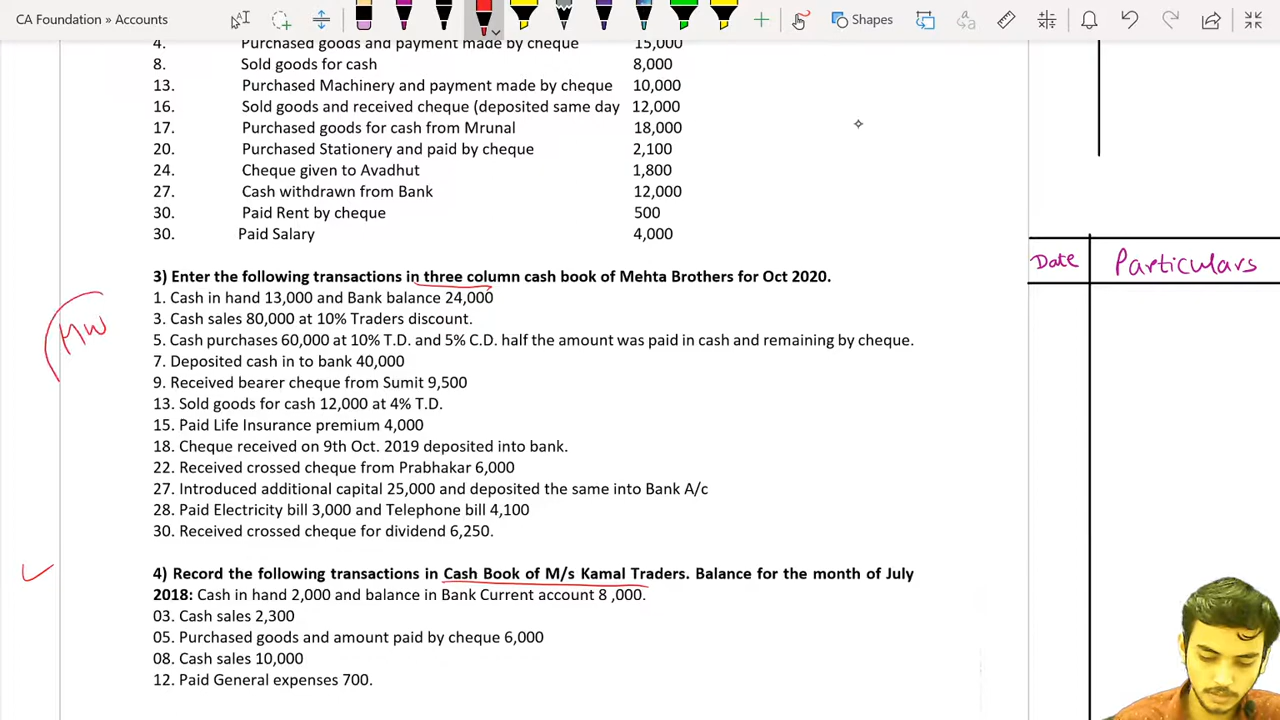 CA Foundation » Accounts
Shapes
4. Purchased goods and payment made by cheque 15,000
8. Sold goods for cash 8,000
13. Purchased Machinery and payment made by cheque 10,000
16. Sold goods and received cheque (deposited same day 12,000
17. Purchased goods for cash from Mrunal 18,000
20. Purchased Stationery and paid by cheque 2,100
24. Cheque given to Avadhut 1,800
27. Cash withdrawn from Bank 12,000
30. Paid Rent by cheque 500
30. Paid Salary 4,000
Date Particulars
3) Enter the following transactions in three column cash book of Mehta Brothers for Oct 2020.
1. Cash in hand 13,000 and Bank balance 24,000
3. Cash sales 80,000 at 10% Traders discount.
HW
5. Cash purchases 60,000 at 10% T.D. and 5% C.D. half the amount was paid in cash and remaining by cheque.
7. Deposited cash in to bank 40,000
9. Received bearer cheque from Sumit 9,500
13. Sold goods for cash 12,000 at 4% T.D.
15. Paid Life Insurance premium 4,000
18. Cheque received on 9th Oct. 2019 deposited into bank.
22. Received crossed cheque from Prabhakar 6,000
27. Introduced additional capital 25,000 and deposited the same into Bank A/c
28. Paid Electricity bill 3,000 and Telephone bill 4,100
30. Received crossed cheque for dividend 6,250.
4) Record the following transactions in Cash Book of M/s Kamal Traders. Balance for the month of July
2018: Cash in hand 2,000 and balance in Bank Current account 8 ,000.
03. Cash sales 2,300
05. Purchased goods and amount paid by cheque 6,000
08. Cash sales 10,000
12. Paid General expenses 700.